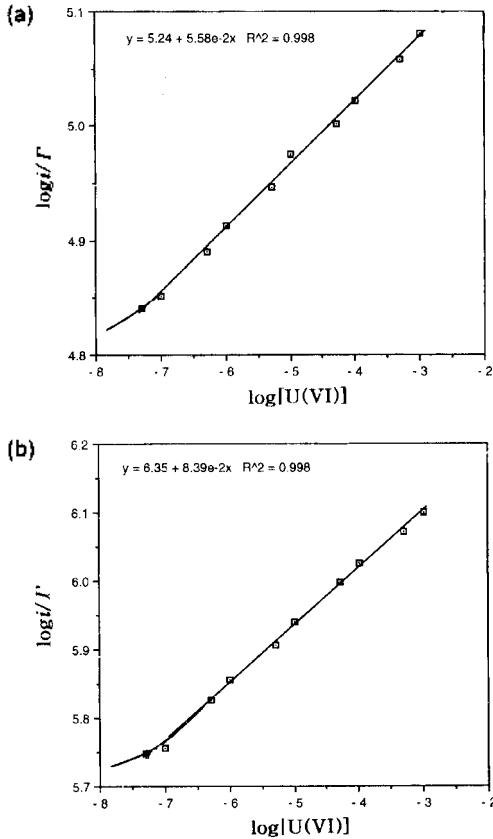 (a)
y = 5.24 + 5.58e-2x R^2 = 0.998
5.1
5.0
4.9
4.8
log i/Γ
-8 -7 -6 -5 -4 -3 -2
log[U(VI)]
(b)
y = 6.35 + 8.39e-2x R^2 = 0.998
6.2
6.1
6.0
5.9
5.8
5.7
log i/Γ
-8 -7 -6 -5 -4 -3 -2
log[U(VI)]